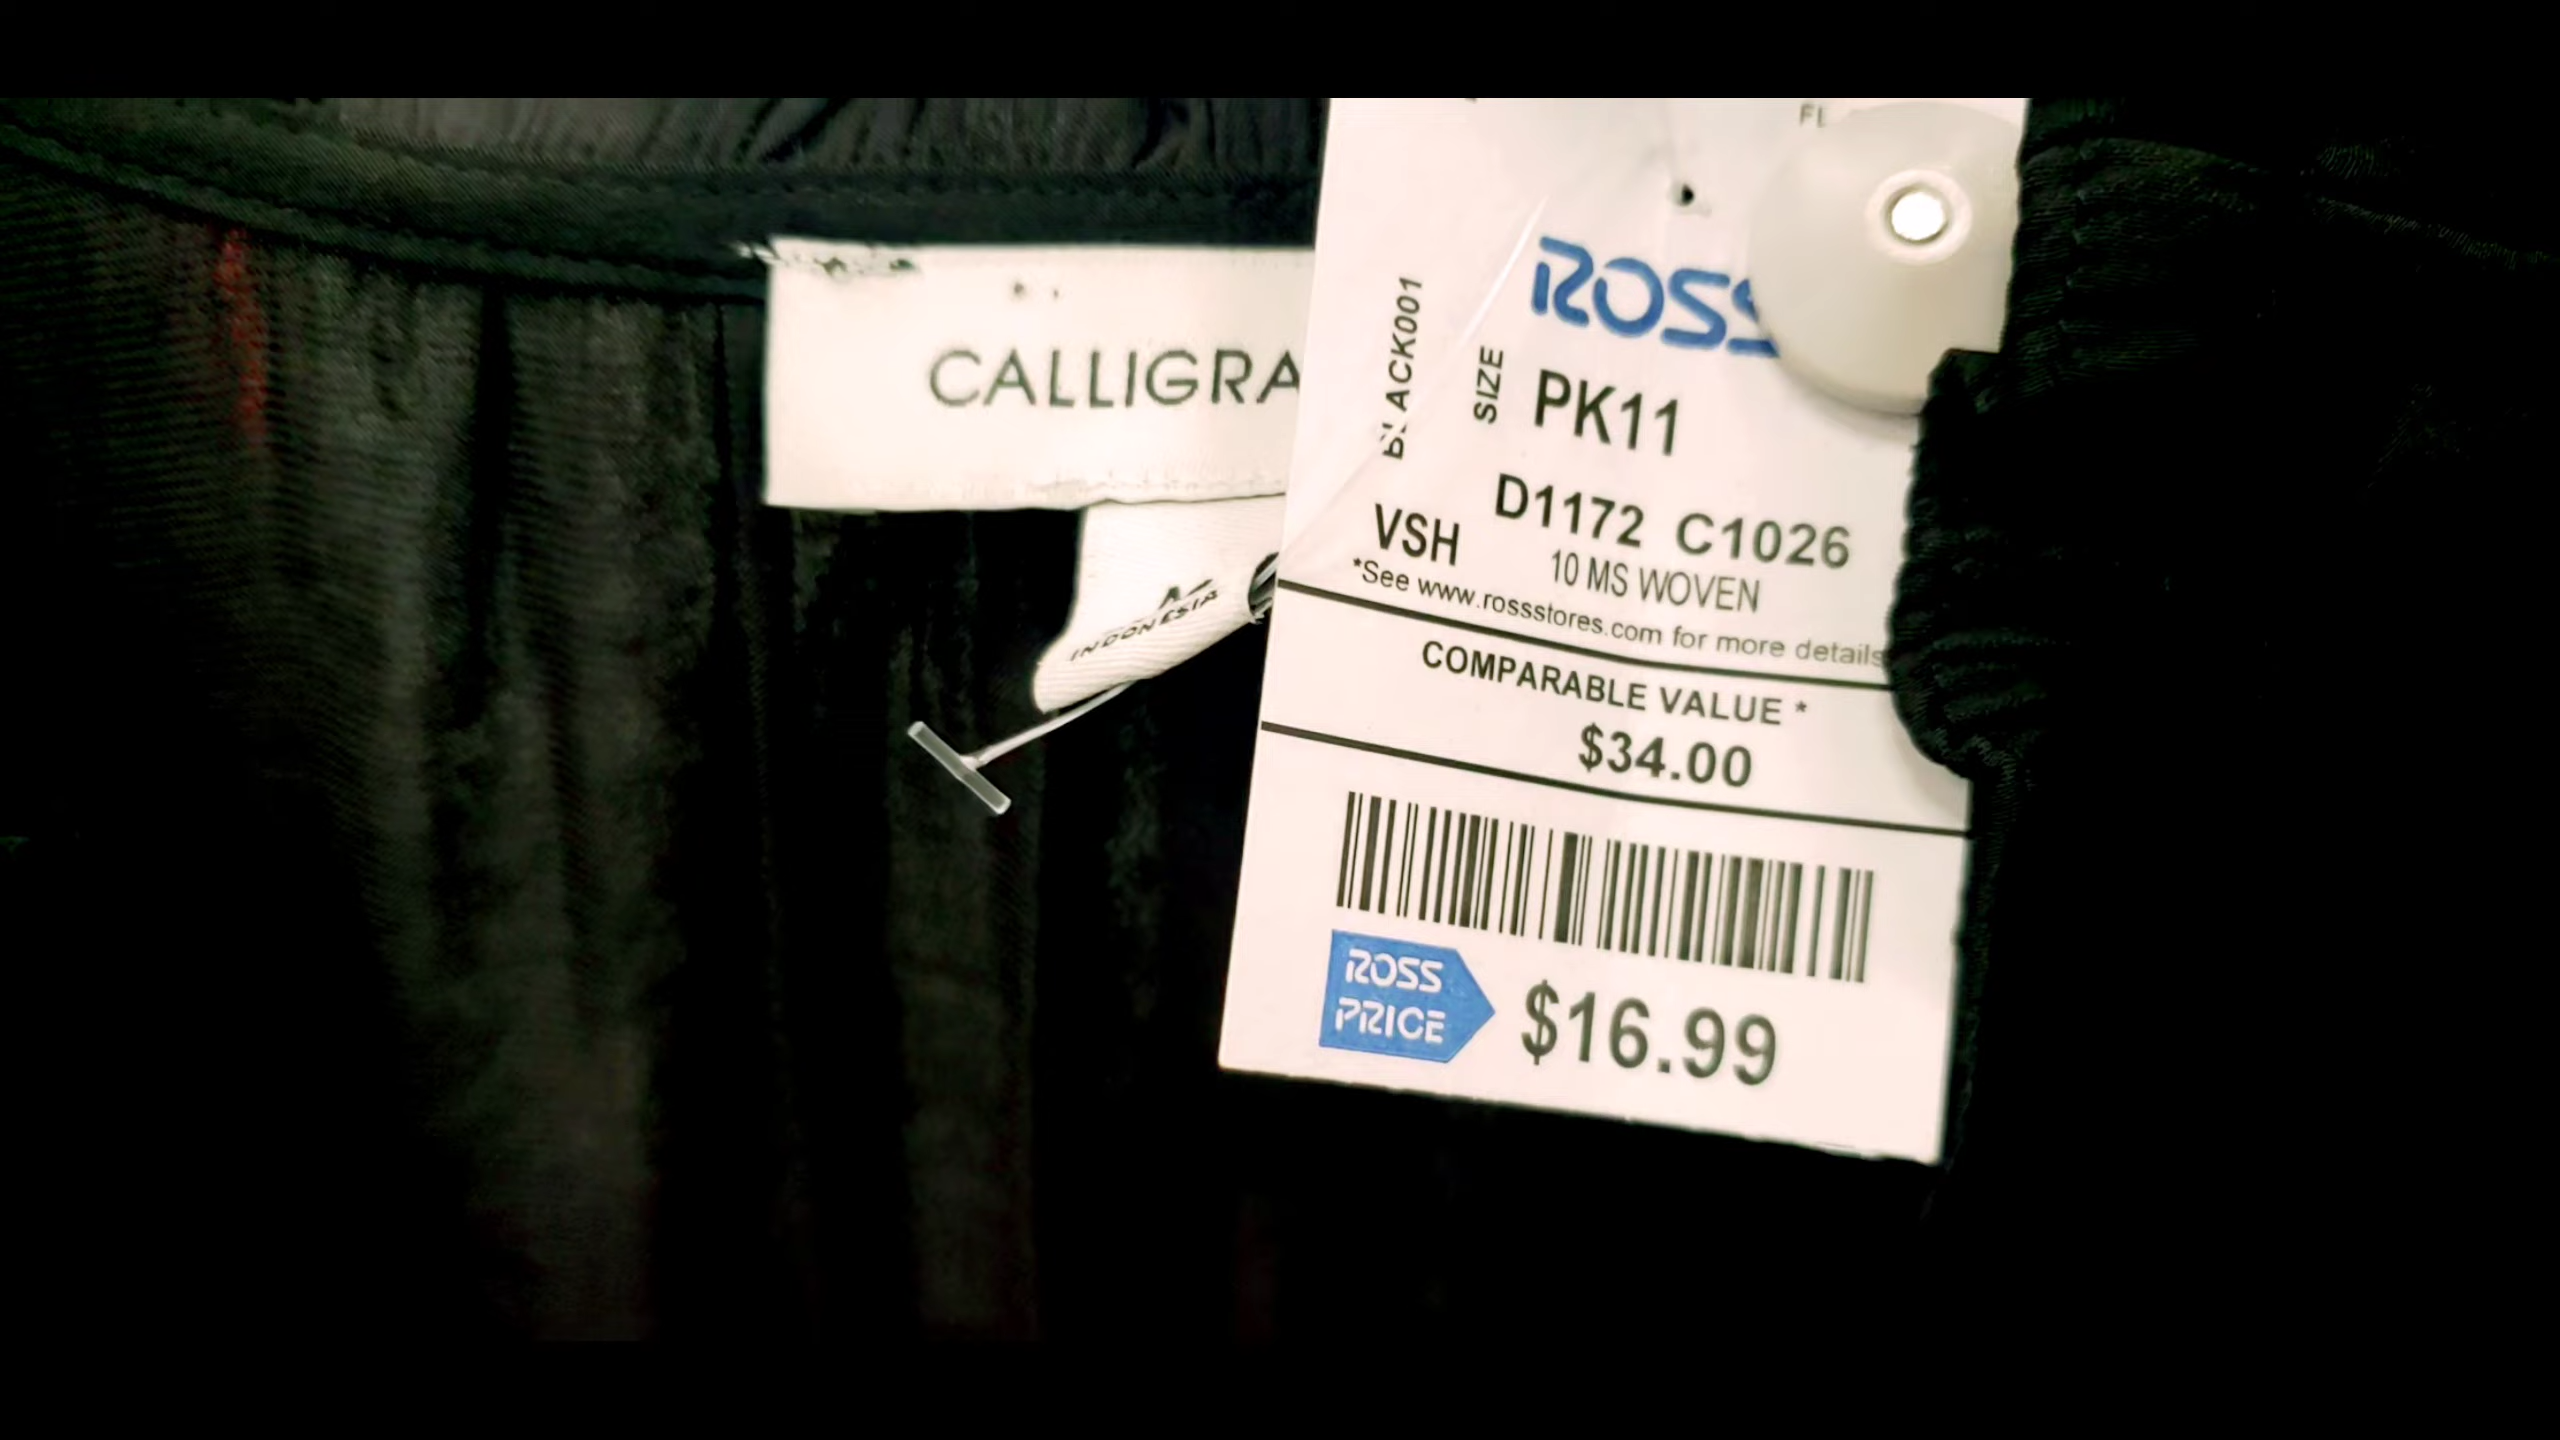 FL
CALLIGRA
ROSS
BLACK001
SIZE PK11
D1172 C1026
VSH
10 MS WOVEN
*See www.rossstores.com for more details
COMPARABLE VALUE *
$34.00
ROSS
PRICE
$16.99
INDONESIA